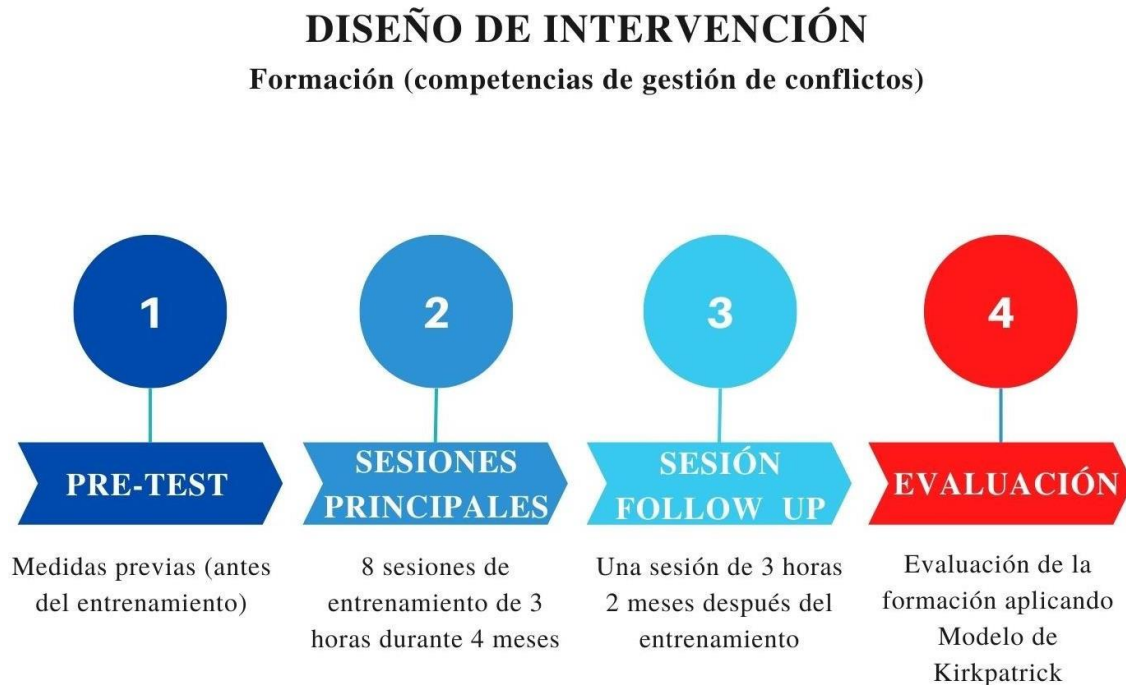 DISEÑO DE INTERVENCIÓN
Formación (competencias de gestión de conflictos)
1
PRE-TEST
Medidas previas (antes
del entrenamiento)
2
SESIONES
PRINCIPALES
8 sesiones de
entrenamiento de 3
horas durante 4 meses
3
SESIÓN
FOLLOW UP
Una sesión de 3 horas
2 meses después del
entrenamiento
4
EVALUACIÓN
Evaluación de la
formación aplicando
Modelo de
Kirkpatrick